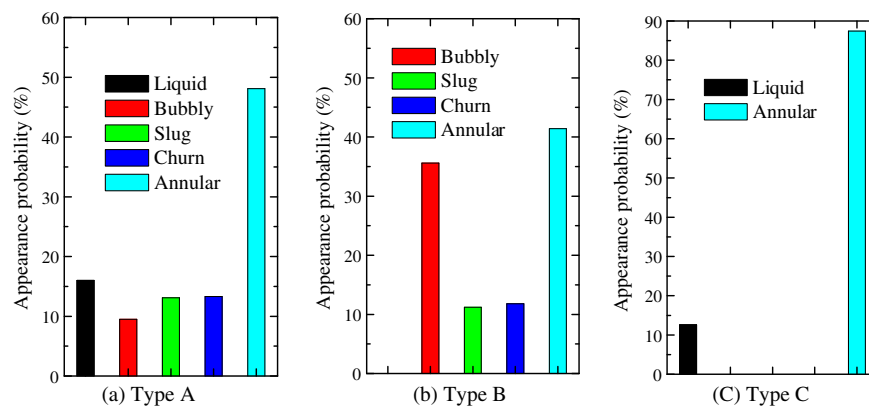 Appearance probability (%)
60
50
40
30
20
10
0
Liquid
Bubbly
Slug
Churn
Annular
(a) Type A
Appearance probability (%)
60
50
40
30
20
10
0
Bubbly
Slug
Churn
Annular
(b) Type B
Appearance probability (%)
90
80
70
60
50
40
30
20
10
0
Liquid
Annular
(C) Type C